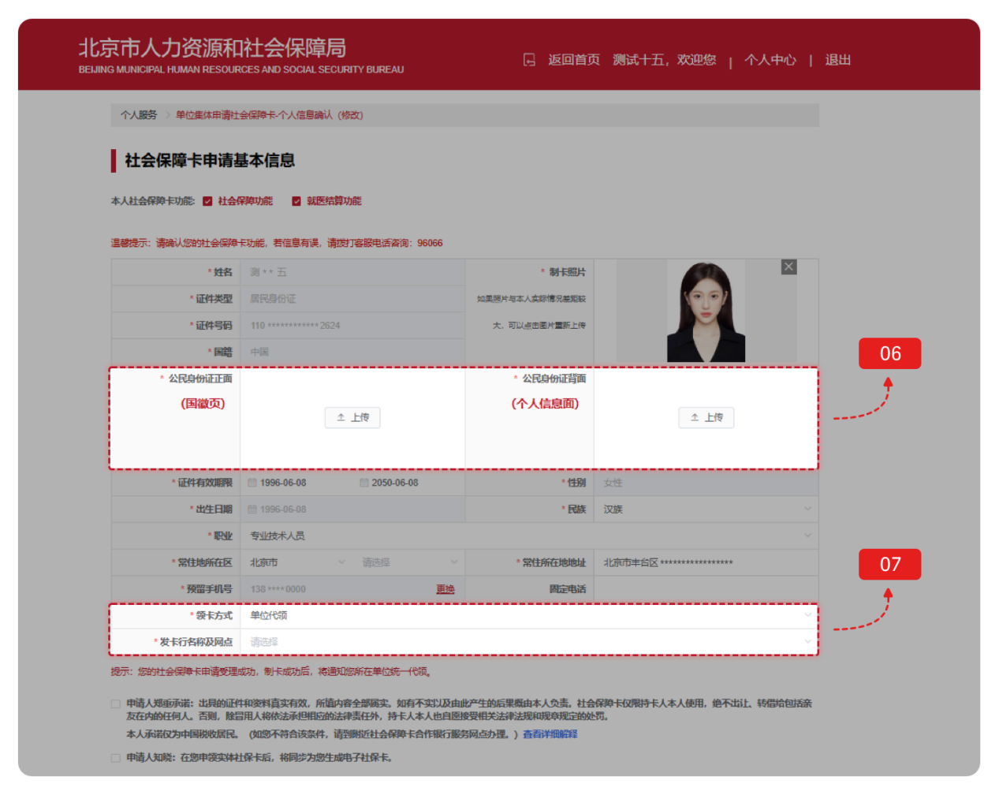 北京市人力资源和社会保障局
BEIJING MUNICIPAL HUMAN RESOURCES AND SOCIAL SECURITY BUREAU
返回首页 测试十五，欢迎您 | 个人中心 | 退出
个人服务 > 单位集体申请社会保障卡-个人信息确认（修改）
社会保障卡申请基本信息
本人社会保障卡功能: 社会保障功能 就医结算功能
温馨提示：请确认您的社会保障卡功能，若信息有误，请拨打客服电话咨询：96066
* 姓名 测 * * 五
* 制卡照片
* 证件类型 居民身份证
如果照片与本人实际情况差距较
* 证件号码 110 ************ 2624
大，可以点击图片重新上传
* 国籍 中国
06
* 公民身份证正面
(国徽页)
上传
* 公民身份证背面
(个人信息面)
上传
* 证件有效期限 1996-06-08 2050-06-08 * 性别 女性
* 出生日期 1996-06-08 * 民族 汉族
* 职业 专业技术人员
* 常住地所在区 北京市 请选择 * 常住所在地地址 北京市丰台区 *****************
07
* 预留手机号 138 **** 0000 更换 固定电话
* 领卡方式 单位代领
* 发卡行名称及网点 请选择
提示：您的社会保障卡申请受理成功，制卡成功后，将通知您所在单位统一代领。
申请人郑重承诺：出具的证件和资料真实有效，所填内容全部属实。如有不实以及由此产生的后果概由本人负责。社会保障卡仅限持卡人本人使用，绝不出让、转借给包括亲
友在内的任何人。否则，除冒用人将依法承担相应的法律责任外，持卡人本人也自愿接受相关法律法规和规章规定的处罚。
本人承诺仅为中国税收居民。（如您不符合该条件，请到附近社会保障卡合作银行服务网点办理。）查看详细解释
申请人知晓：在您申领实体社保卡后，将同步为您生成电子社保卡。